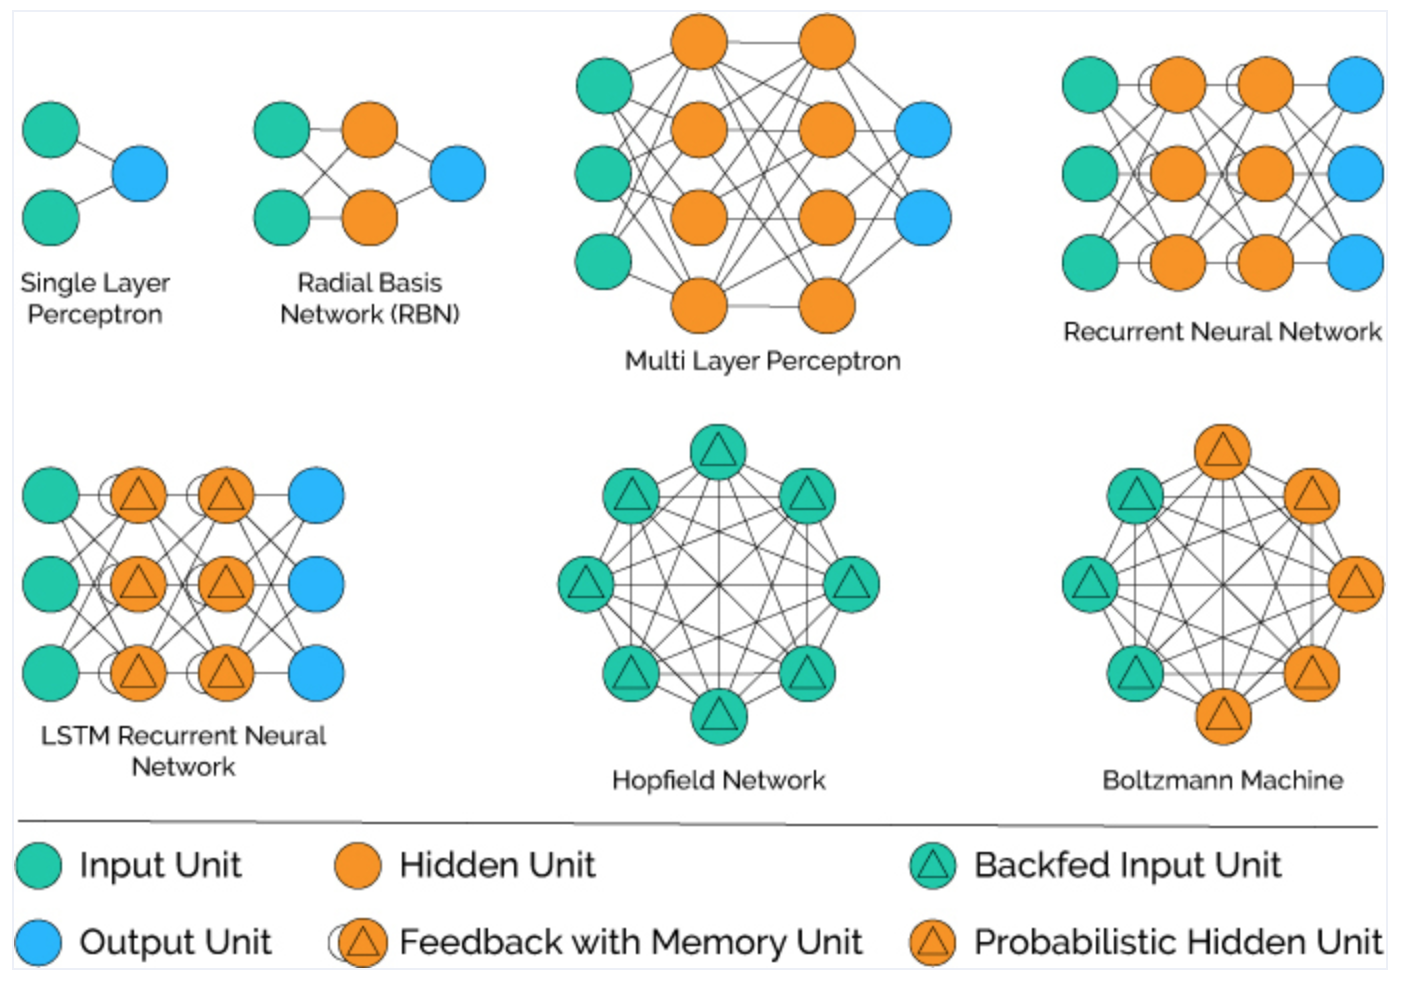 Single Layer
Perceptron
Radial Basis
Network (RBN)
Multi Layer Perceptron
Recurrent Neural Network
LSTM Recurrent Neural
Network
Hopfield Network
Boltzmann Machine
Input Unit
Hidden Unit
Backfed Input Unit
Output Unit
Feedback with Memory Unit
Probabilistic Hidden Unit